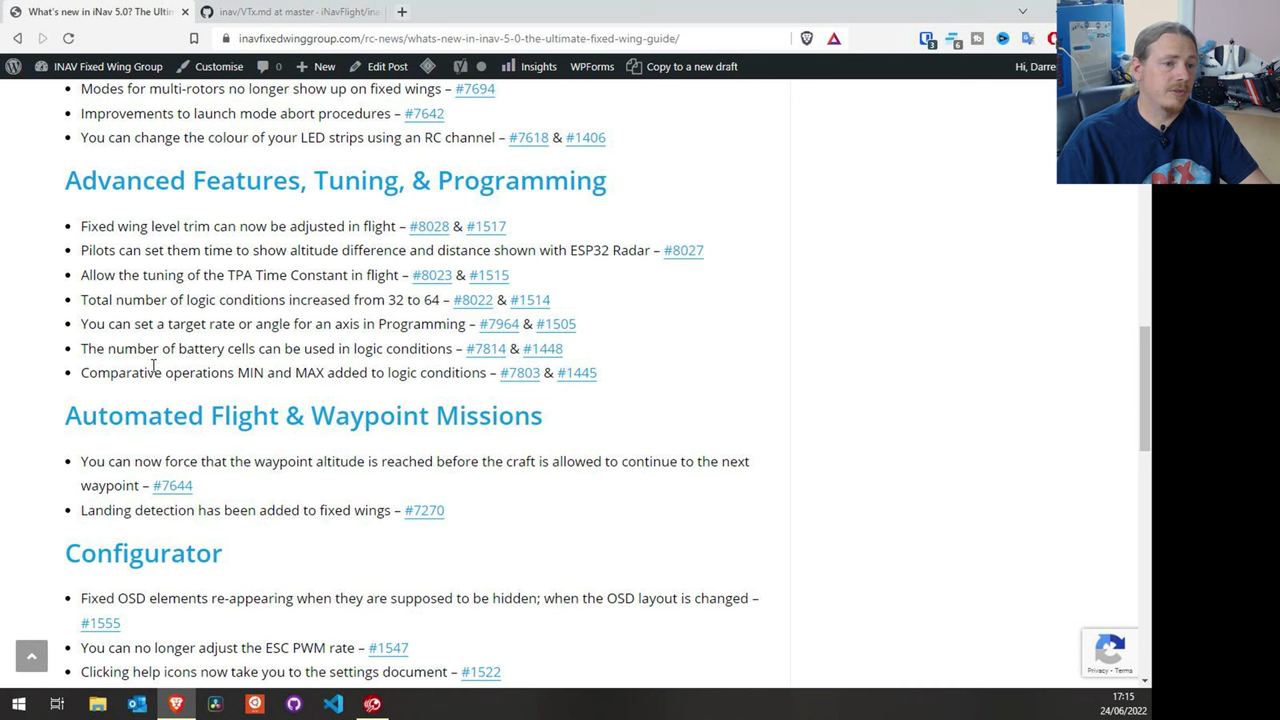 What's new in iNav 5.0? The Ultim
inav/VTx.md at master · iNavFlight/ina
inavfixedwinggroup.com/rc-news/whats-new-in-inav-5-0-the-ultimate-fixed-wing-guide/
INAV Fixed Wing Group
Customise
0
New
Edit Post
Insights
WPForms
Copy to a new draft
Hi, Darre
Modes for multi-rotors no longer show up on fixed wings – #7694
Improvements to launch mode abort procedures – #7642
You can change the colour of your LED strips using an RC channel – #7618 & #1406
Advanced Features, Tuning, & Programming
Fixed wing level trim can now be adjusted in flight – #8028 & #1517
Pilots can set them time to show altitude difference and distance shown with ESP32 Radar – #8027
Allow the tuning of the TPA Time Constant in flight – #8023 & #1515
Total number of logic conditions increased from 32 to 64 – #8022 & #1514
You can set a target rate or angle for an axis in Programming – #7964 & #1505
The number of battery cells can be used in logic conditions – #7814 & #1448
Comparative operations MIN and MAX added to logic conditions – #7803 & #1445
Automated Flight & Waypoint Missions
You can now force that the waypoint altitude is reached before the craft is allowed to continue to the next
waypoint – #7644
Landing detection has been added to fixed wings – #7270
Configurator
Fixed OSD elements re-appearing when they are supposed to be hidden; when the OSD layout is changed –
#1555
You can no longer adjust the ESC PWM rate – #1547
Clicking help icons now take you to the settings document – #1522
Privacy - Terms
17:15
24/06/2022